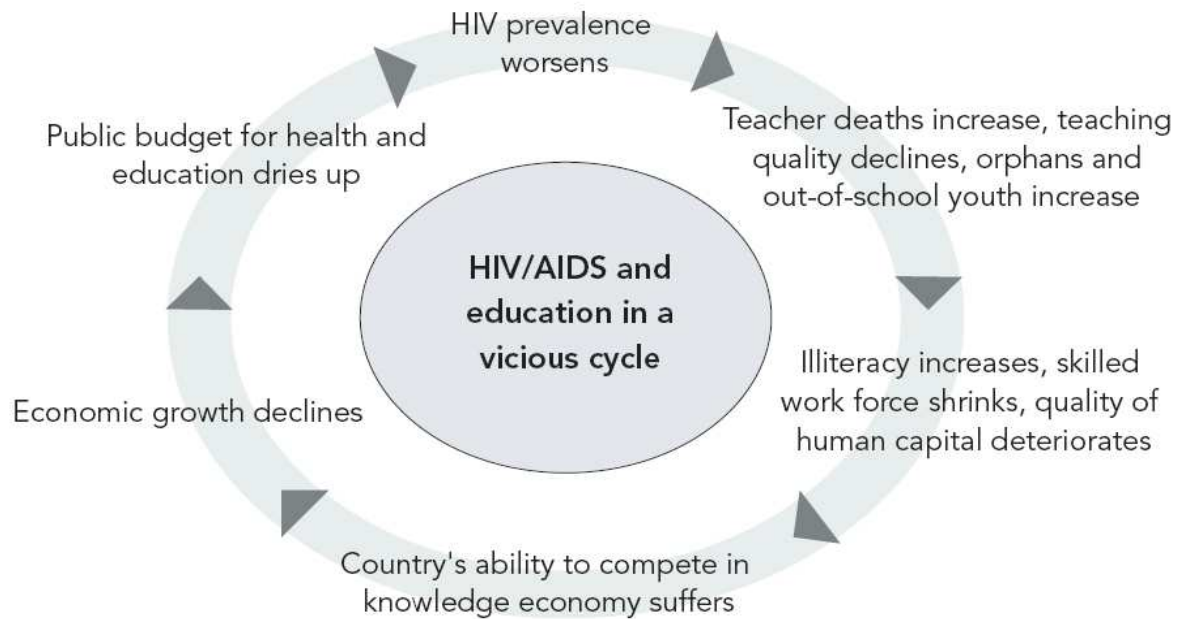 HIV prevalence
worsens
Teacher deaths increase, teaching
quality declines, orphans and
out-of-school youth increase
Illiteracy increases, skilled
work force shrinks, quality of
human capital deteriorates
Country's ability to compete in
knowledge economy suffers
Economic growth declines
Public budget for health and
education dries up
HIV/AIDS and
education in a
vicious cycle